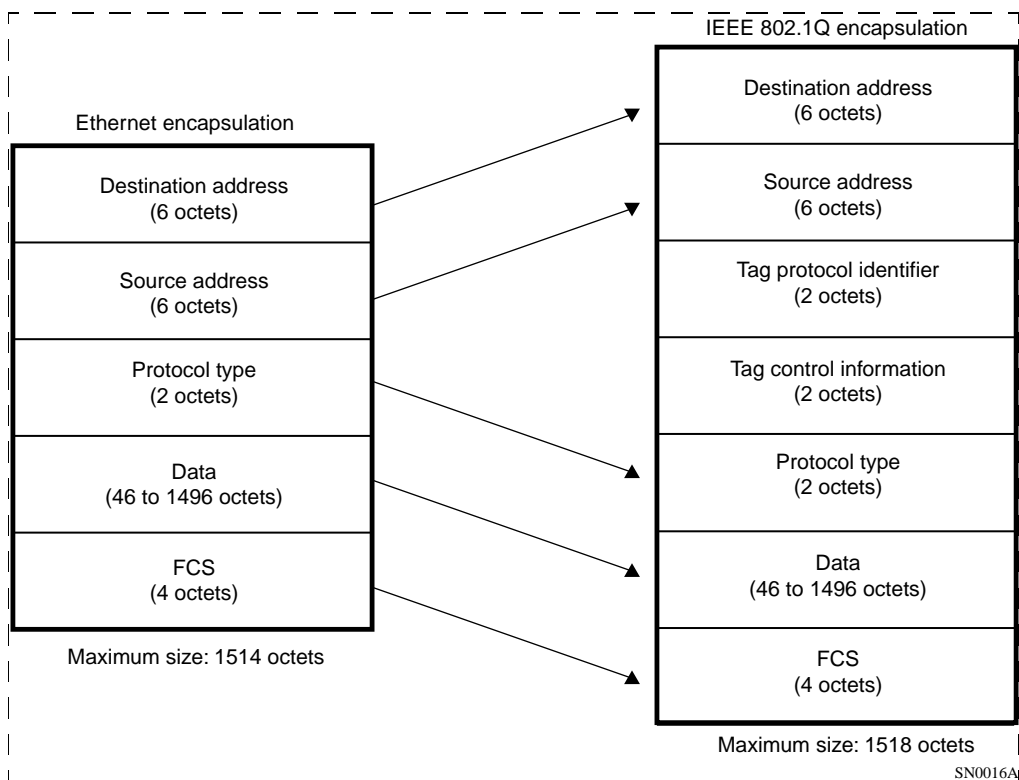 Ethernet encapsulation
Destination address
(6 octets)
Source address
(6 octets)
Protocol type
(2 octets)
Data
(46 to 1496 octets)
FCS
(4 octets)
Maximum size: 1514 octets
IEEE 802.1Q encapsulation
Destination address
(6 octets)
Source address
(6 octets)
Tag protocol identifier
(2 octets)
Tag control information
(2 octets)
Protocol type
(2 octets)
Data
(46 to 1496 octets)
FCS
(4 octets)
Maximum size: 1518 octets
SN0016A